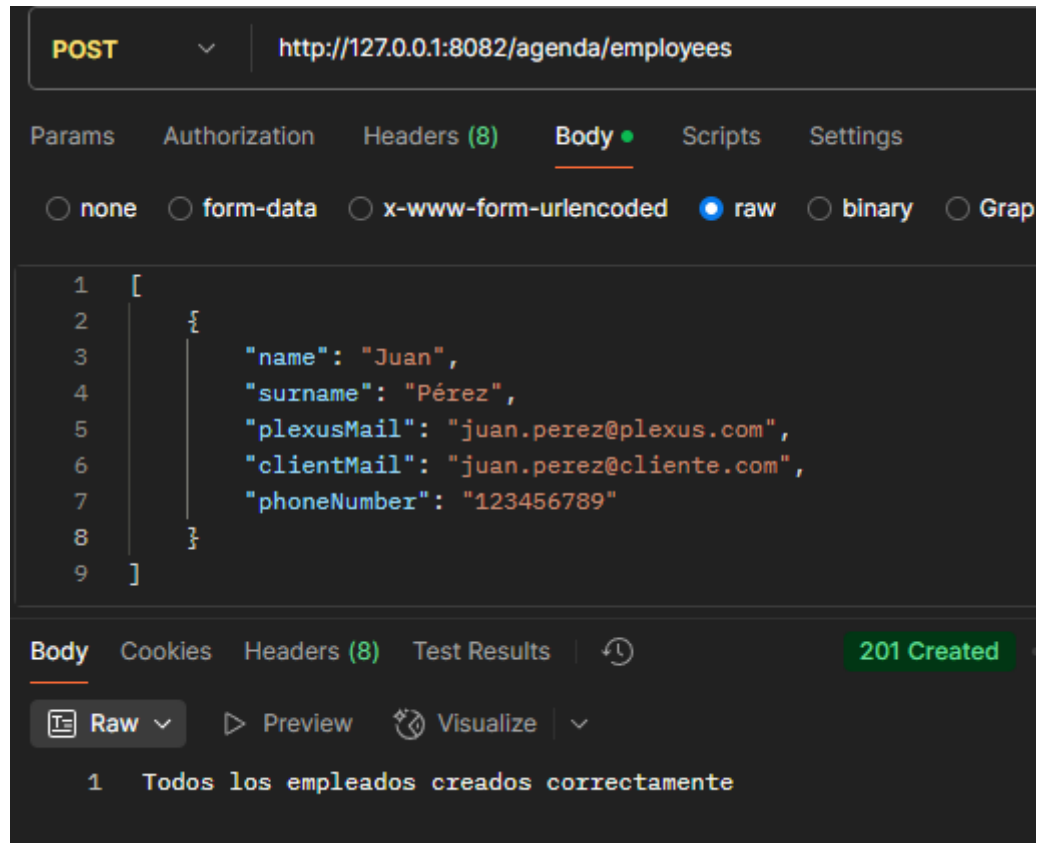 POST http://127.0.0.1:8082/agenda/employees
Params Authorization Headers (8) Body Scripts Settings
none form-data x-www-form-urlencoded raw binary Grap
1 [
2 {
3 "name": "Juan",
4 "surname": "Pérez",
5 "plexusMail": "juan.perez@plexus.com",
6 "clientMail": "juan.perez@cliente.com",
7 "phoneNumber": "123456789"
8 }
9 ]
Body Cookies Headers (8) Test Results 201 Created
Raw Preview Visualize
1 Todos los empleados creados correctamente